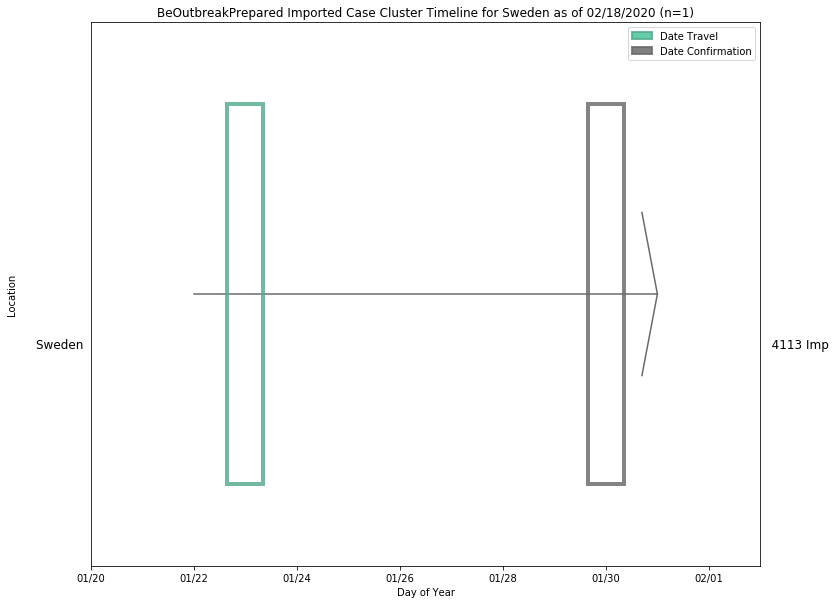 BeOutbreakPrepared Imported Case Cluster Timeline for Sweden as of 02/18/2020 (n=1)
Date Travel
Date Confirmation
Location
Sweden
4113 Imp
01/20 01/22 01/24 01/26 01/28 01/30 02/01
Day of Year